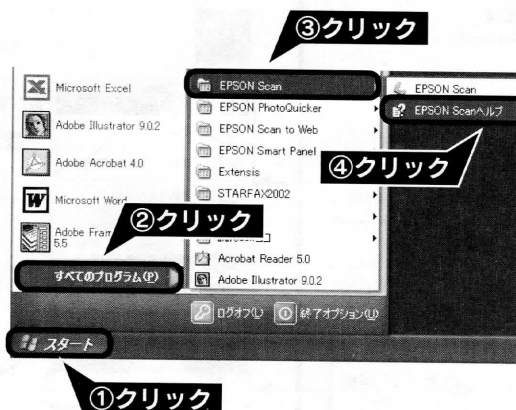 ③クリック
Microsoft Excel
Adobe Illustrator 9.0.2
Adobe Acrobat 4.0
Microsoft Word
Adobe Fram
5.5
②クリック
すべてのプログラム(P)
EPSON Scan
EPSON PhotoQuicker
EPSON Scan to Web
EPSON Smart Panel
Extensis
STARFAX2002
Acrobat Reader 5.0
Adobe Illustrator 9.0.2
EPSON Scan
EPSON Scanヘルプ
④クリック
ログオフ(L)
終了オプション(U)
スタート
①クリック